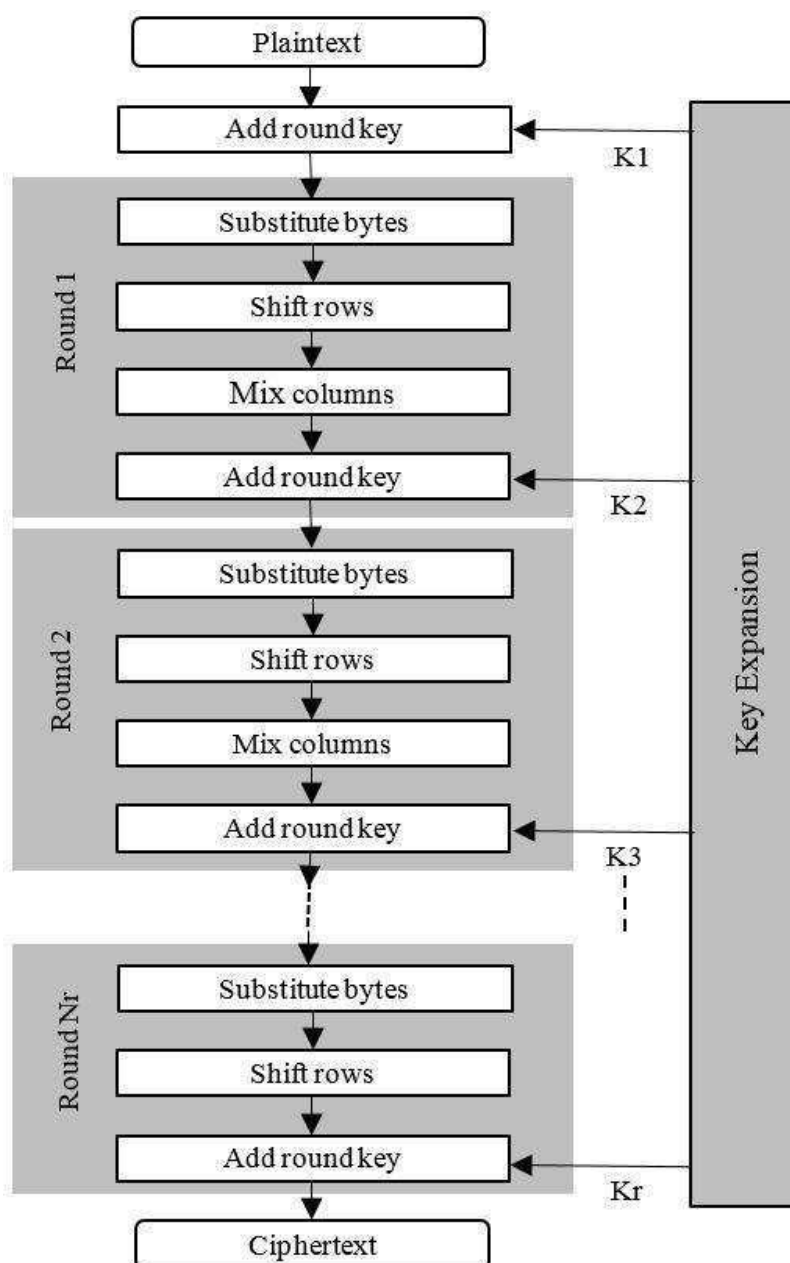 Plaintext
Add round key
K1
Round 1
Substitute bytes
Shift rows
Mix columns
Add round key
K2
Round 2
Substitute bytes
Shift rows
Mix columns
Add round key
K3
Key Expansion
Round Nr
Substitute bytes
Shift rows
Add round key
Kr
Ciphertext